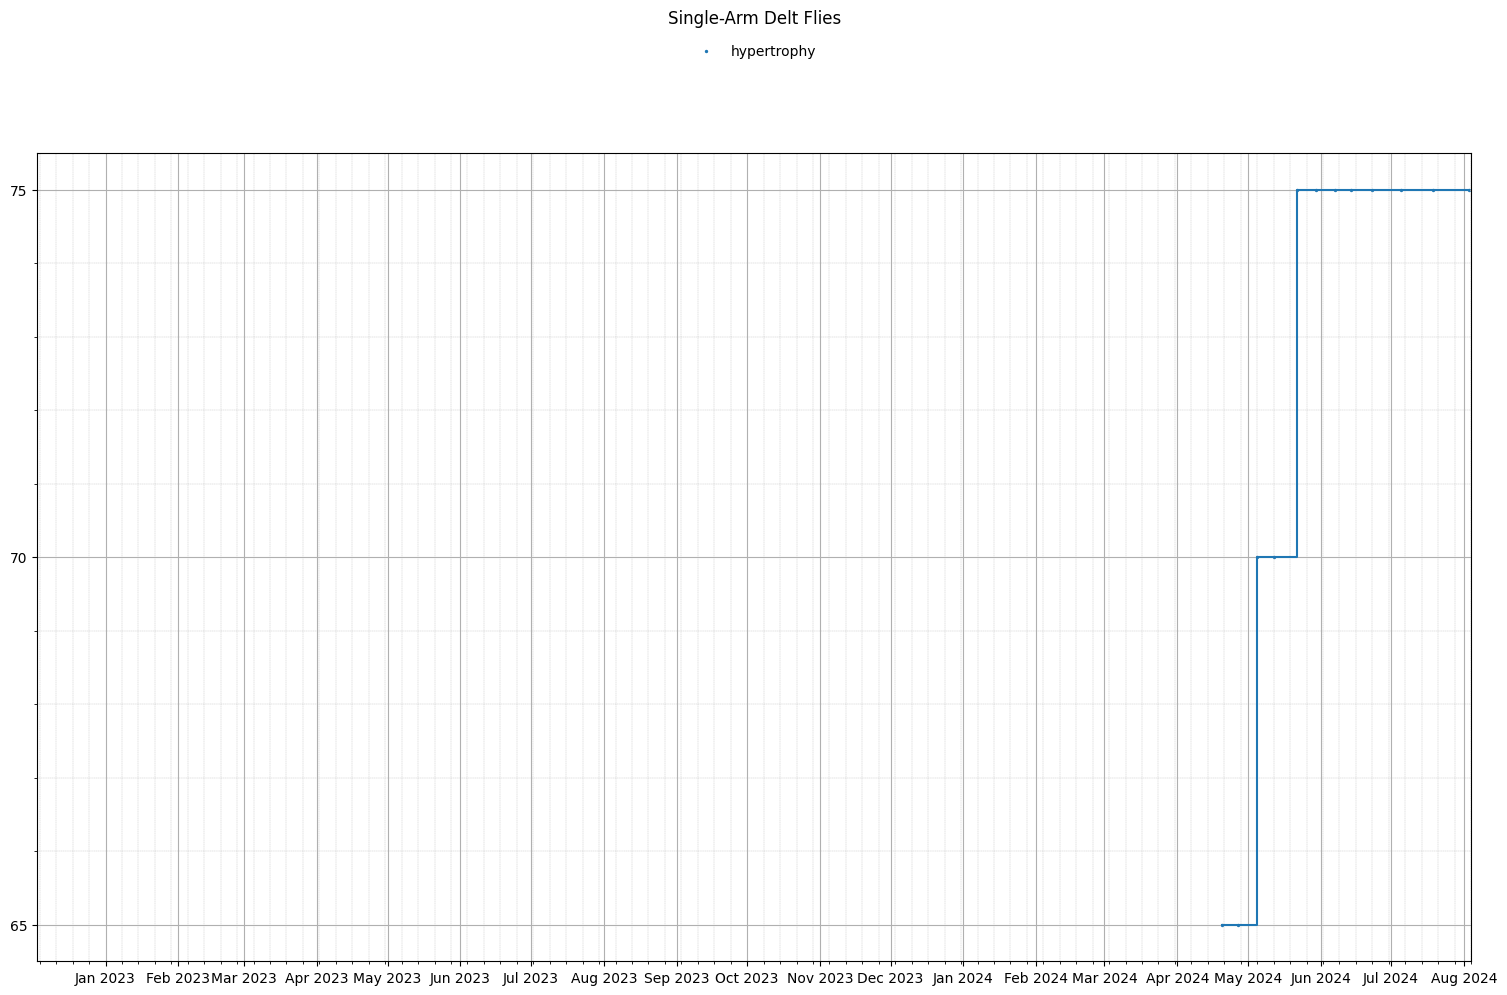 Single-Arm Delt Flies
hypertrophy
75
70
65
Jan 2023 Feb 2023 Mar 2023 Apr 2023 May 2023 Jun 2023 Jul 2023 Aug 2023 Sep 2023 Oct 2023 Nov 2023 Dec 2023 Jan 2024 Feb 2024 Mar 2024 Apr 2024 May 2024 Jun 2024 Jul 2024 Aug 2024